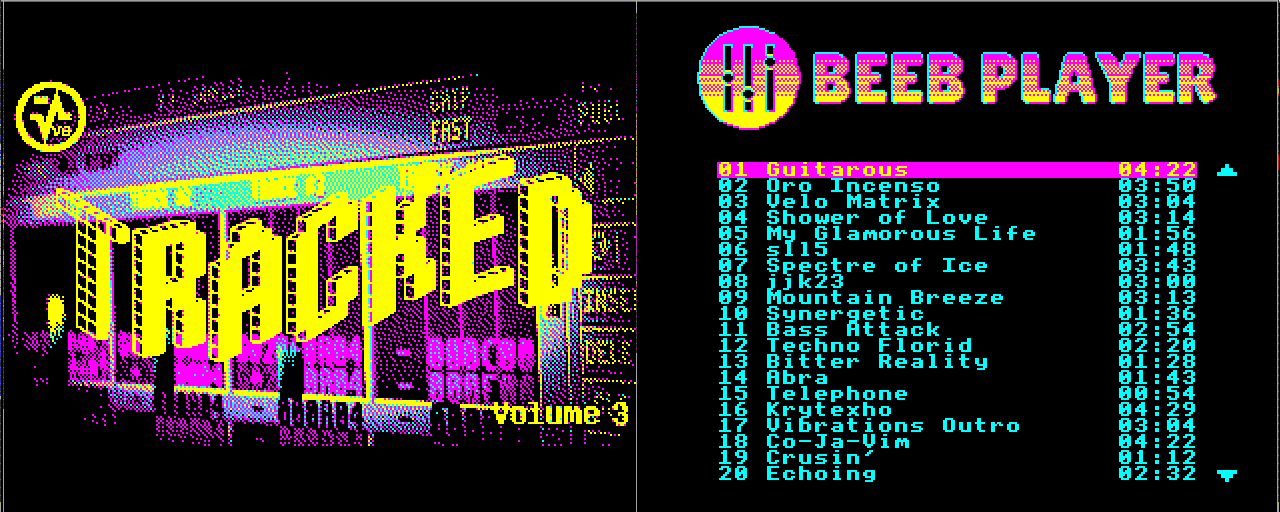 EXIT
FAST
TRACKED
Volume 3
BEEB PLAYER
01 Guitarous 04:22
02 Oro Incenso 03:50
03 Velo Matrix 03:04
04 Shower of Love 03:14
05 My Glamorous Life 01:56
06 sll5 01:48
07 Spectre of Ice 03:43
08 jjk23 03:00
09 Mountain Breeze 03:13
10 Synergetic 01:36
11 Bass Attack 02:54
12 Techno Florid 02:20
13 Bitter Reality 01:28
14 Abra 01:43
15 Telephone 00:54
16 Krytexho 04:29
17 Vibrations Outro 03:04
18 Co-Ja-Vim 04:22
19 Crusin' 01:12
20 Echoing 02:32